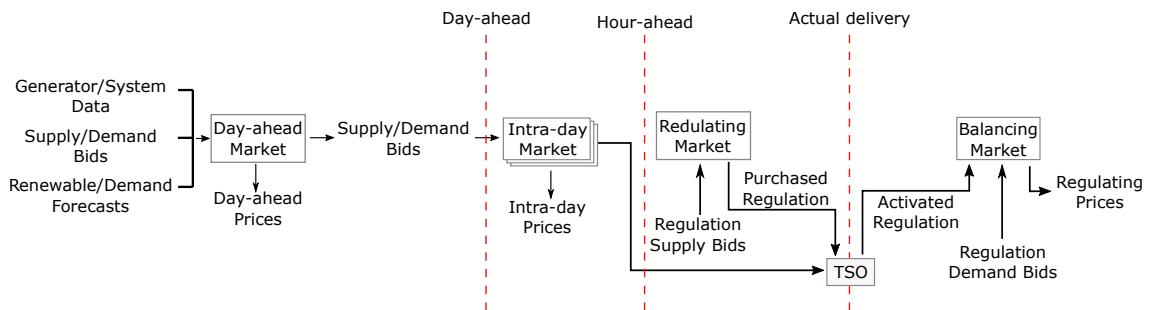 Day-ahead
Hour-ahead
Actual delivery
Generator/System
Data
Supply/Demand
Bids
Renewable/Demand
Forecasts
Day-ahead
Market
Day-ahead
Prices
Supply/Demand
Bids
Intra-day
Market
Intra-day
Prices
Redulating
Market
Regulation
Supply Bids
Purchased
Regulation
TSO
Activated
Regulation
Balancing
Market
Regulation
Demand Bids
Regulating
Prices